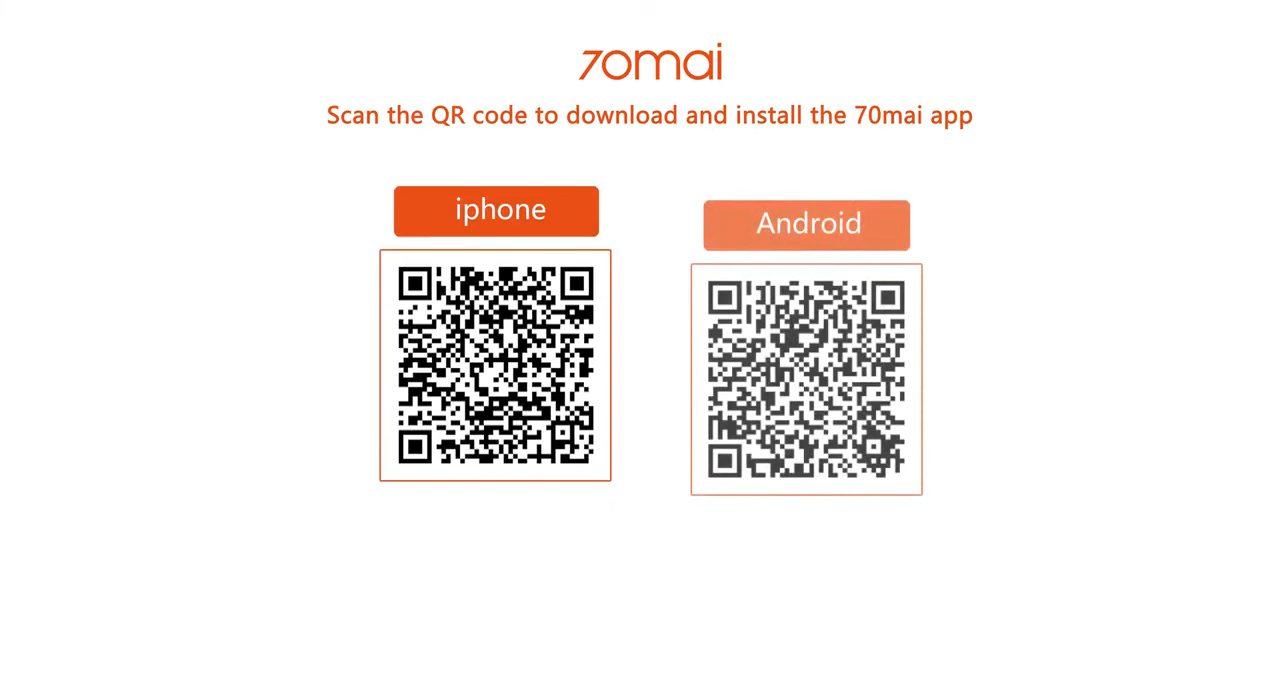 70mai
Scan the QR code to download and install the 70mai app
iphone
Android